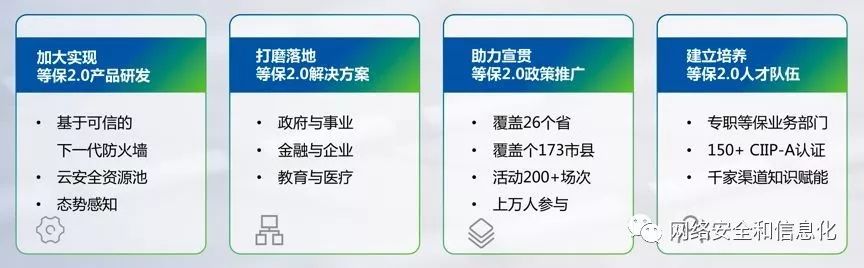 加大实现
等保2.0产品研发
• 基于可信的
下一代防火墙
• 云安全资源池
• 态势感知
打磨落地
等保2.0解决方案
• 政府与事业
• 金融与企业
• 教育与医疗
助力宣贯
等保2.0政策推广
• 覆盖26个省
• 覆盖个173市县
• 活动200+场次
• 上万人参与
建立培养
等保2.0人才队伍
• 专职等保业务部门
• 150+ CIIP-A认证
• 千家渠道知识赋能
网络安全和信息化